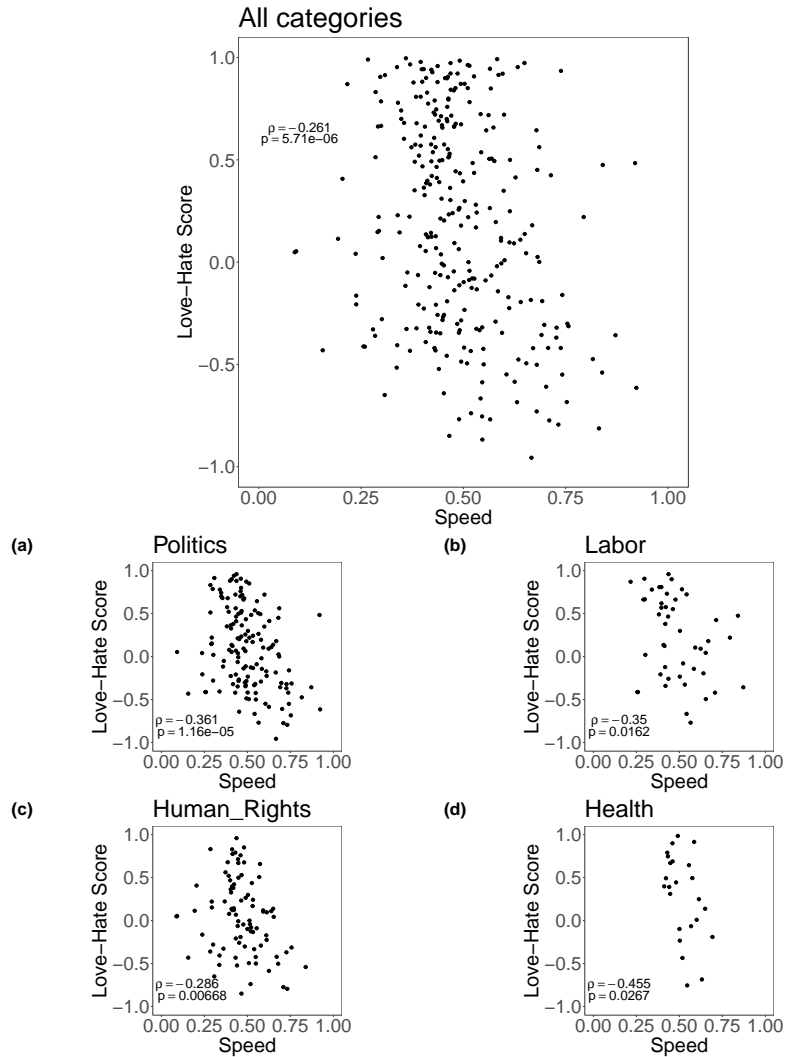 All categories
1.0
0.5
0.0
−0.5
−1.0
Love−Hate Score
ρ = −0.261
p = 5.71e−06
0.00 0.25 0.50 0.75 1.00
Speed
(a)
Politics
1.0
0.5
0.0
−0.5
−1.0
Love−Hate Score
ρ = −0.361
p = 1.16e−05
0.00 0.25 0.50 0.75 1.00
Speed
(b)
Labor
1.0
0.5
0.0
−0.5
−1.0
Love−Hate Score
ρ = −0.35
p = 0.0162
0.00 0.25 0.50 0.75 1.00
Speed
(c)
Human_Rights
1.0
0.5
0.0
−0.5
−1.0
Love−Hate Score
ρ = −0.286
p = 0.00668
0.00 0.25 0.50 0.75 1.00
Speed
(d)
Health
1.0
0.5
0.0
−0.5
−1.0
Love−Hate Score
ρ = −0.455
p = 0.0267
0.00 0.25 0.50 0.75 1.00
Speed